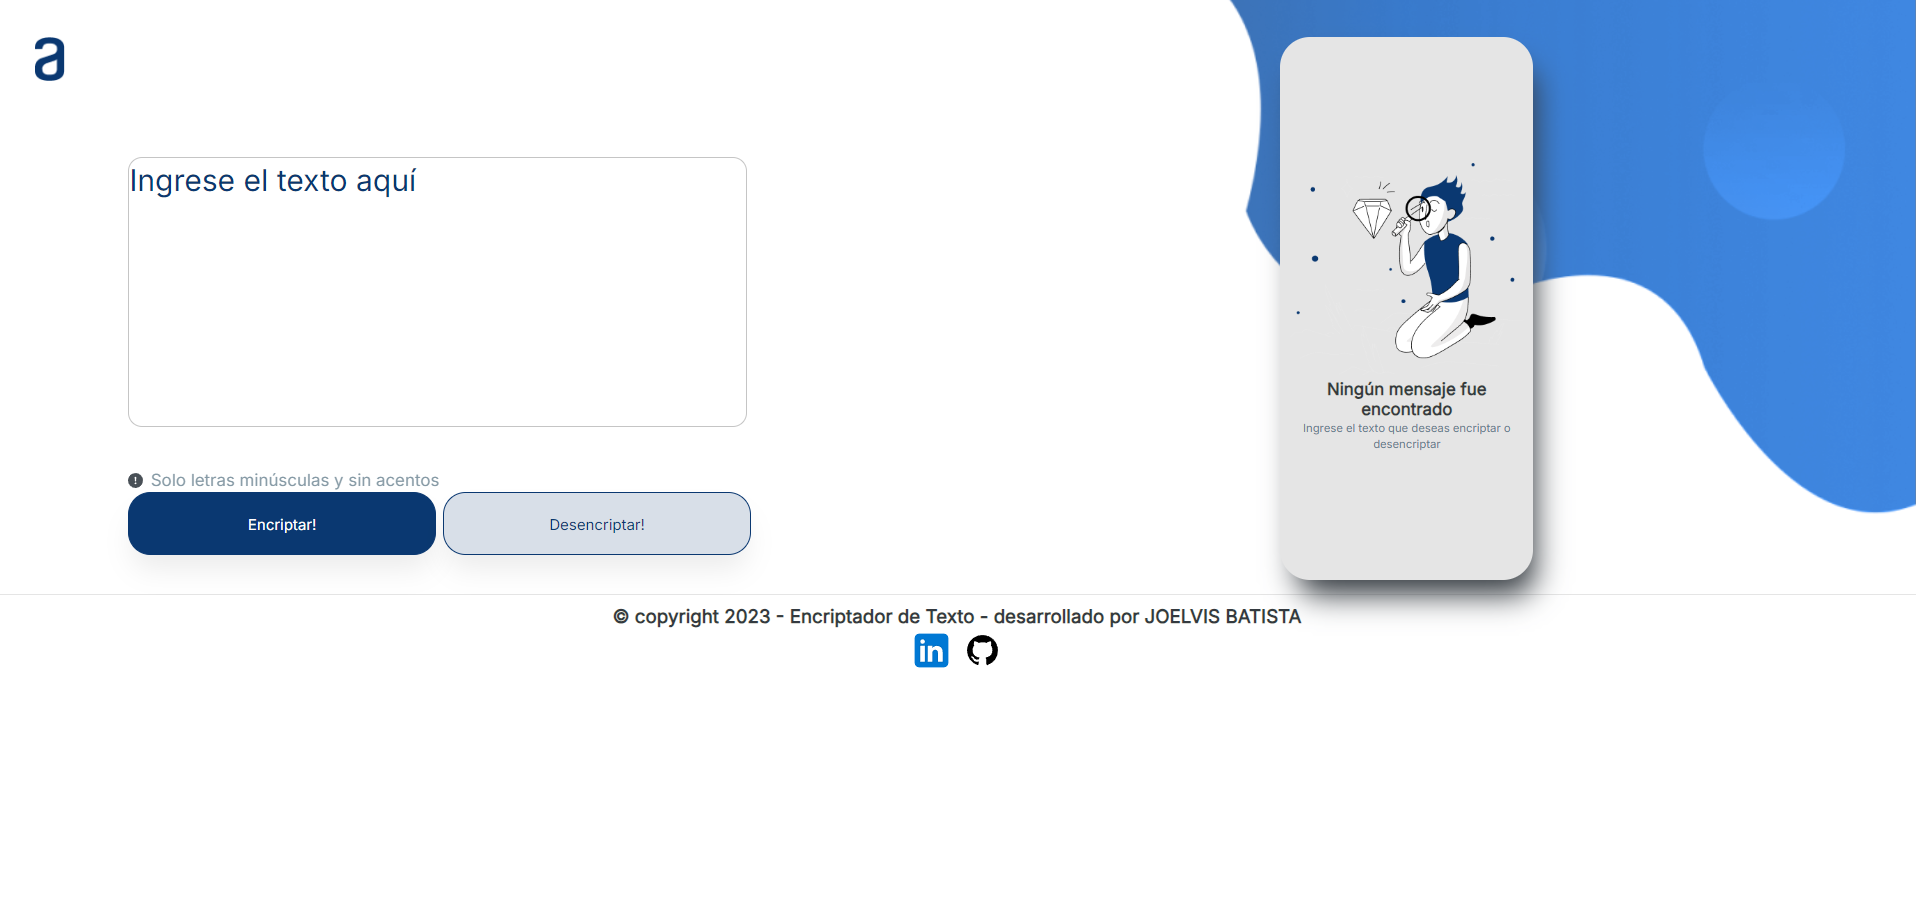 a
Ingrese el texto aquí
Solo letras minúsculas y sin acentos
Encriptar!
Desencriptar!
Ningún mensaje fue
encontrado
Ingrese el texto que deseas encriptar o
desencriptar
© copyright 2023 - Encriptador de Texto - desarrollado por JOELVIS BATISTA
in